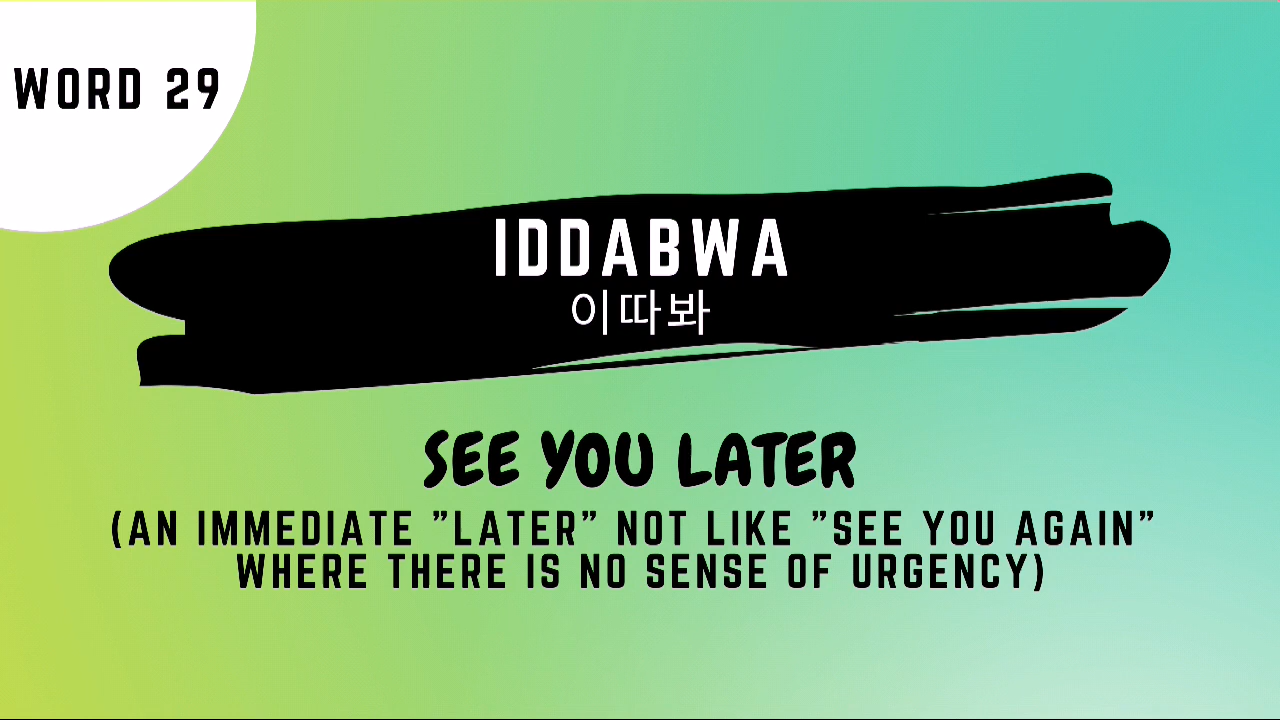 WORD 29
IDDABWA
이따봐
SEE YOU LATER
(AN IMMEDIATE "LATER" NOT LIKE "SEE YOU AGAIN"
WHERE THERE IS NO SENSE OF URGENCY)